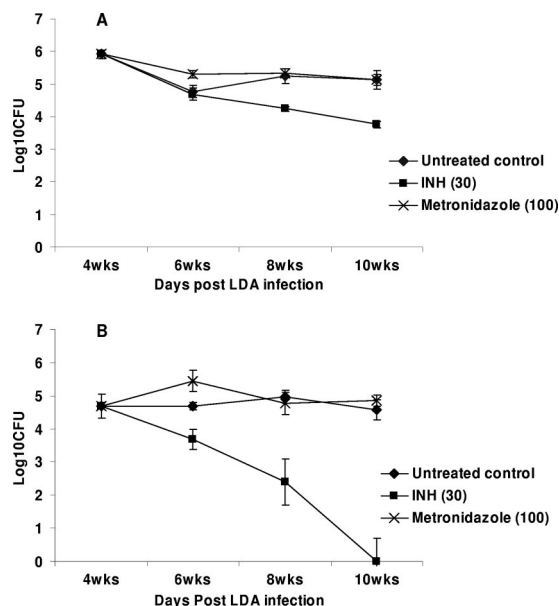 A
7
6
5
4
3
2
1
0
Log10CFU
4wks 6wks 8wks 10wks
Days post LDA infection
Untreated control
INH (30)
Metronidazole (100)
B
7
6
5
4
3
2
1
0
Log10CFU
4wks 6wks 8wks 10wks
Days Post LDA infection
Untreated control
INH (30)
Metronidazole (100)